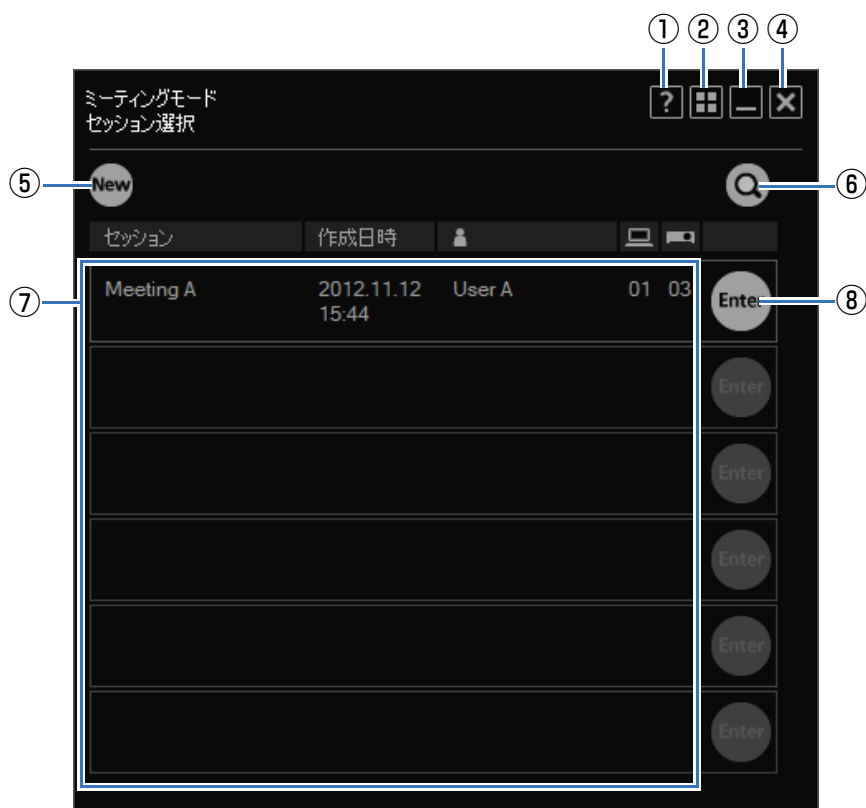 ① ② ③ ④
ミーティングモード
セッション選択
?
⑤ New ⑥
セッション 作成日時
⑦ Meeting A 2012.11.12 User A 01 03 Enter ⑧
15:44
Enter
Enter
Enter
Enter
Enter